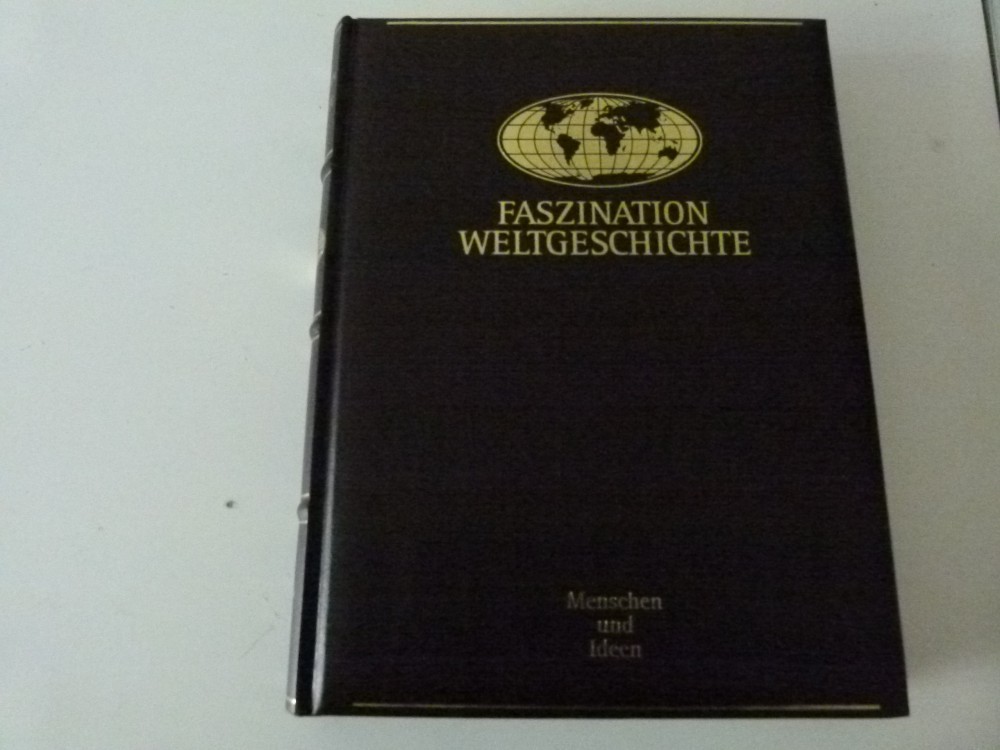 FASZINATION
WELTGESCHICHTE
Menschen
und
Ideen